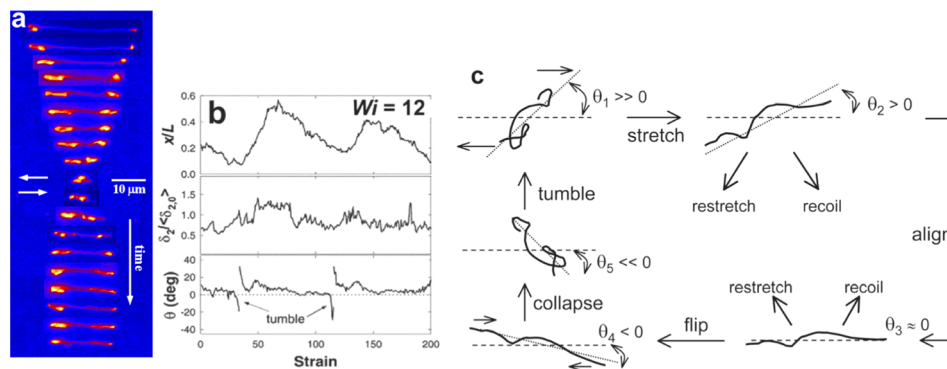 a
10 µm
time
b
Wi = 12
x/L
0.6
0.4
0.2
0.0
δ₂/<δ₂,₀>
1.5
1.0
0.5
θ (deg)
40
20
0
-20
-40
tumble
0
50
100
150
200
Strain
c
θ₁ >> 0
stretch
θ₂ > 0
restretch
recoil
tumble
align
θ₅ << 0
collapse
restretch
recoil
θ₄ < 0
flip
θ₃ ≈ 0